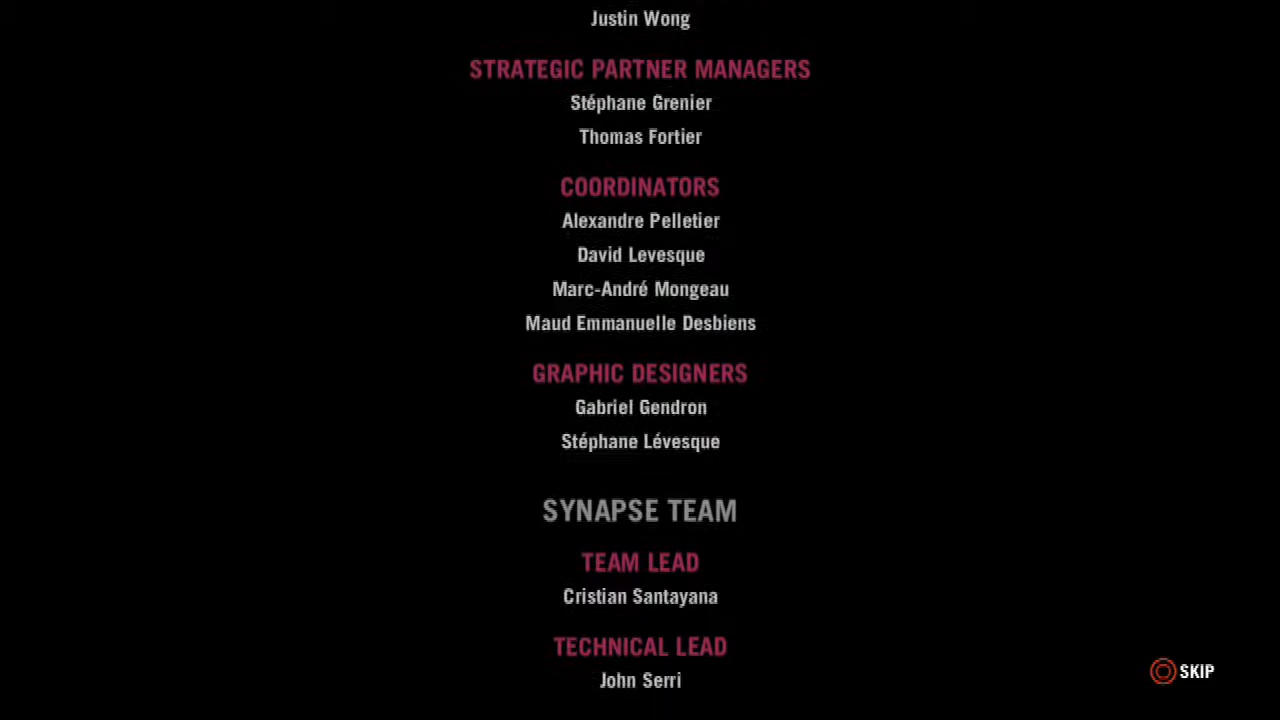 Justin Wong
STRATEGIC PARTNER MANAGERS
Stéphane Grenier
Thomas Fortier
COORDINATORS
Alexandre Pelletier
David Levesque
Marc-André Mongeau
Maud Emmanuelle Desbiens
GRAPHIC DESIGNERS
Gabriel Gendron
Stéphane Lévesque
SYNAPSE TEAM
TEAM LEAD
Cristian Santayana
TECHNICAL LEAD
John Serri
SKIP